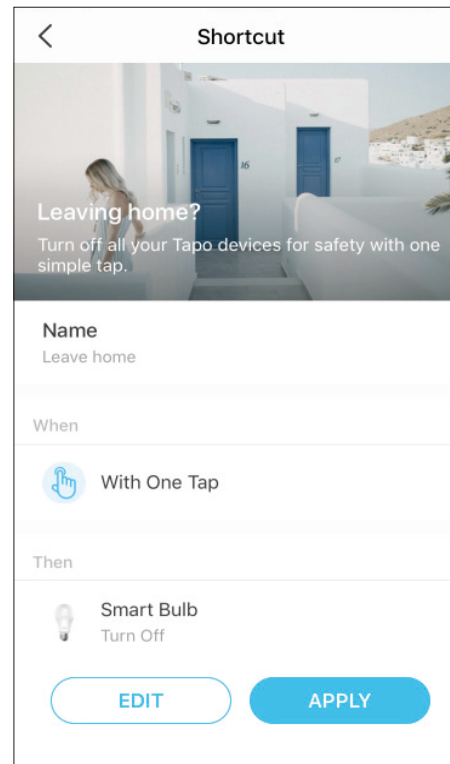 Shortcut
16
Leaving home?
Turn off all your Tapo devices for safety with one
simple tap.
Name
Leave home
When
With One Tap
Then
Smart Bulb
Turn Off
EDIT
APPLY